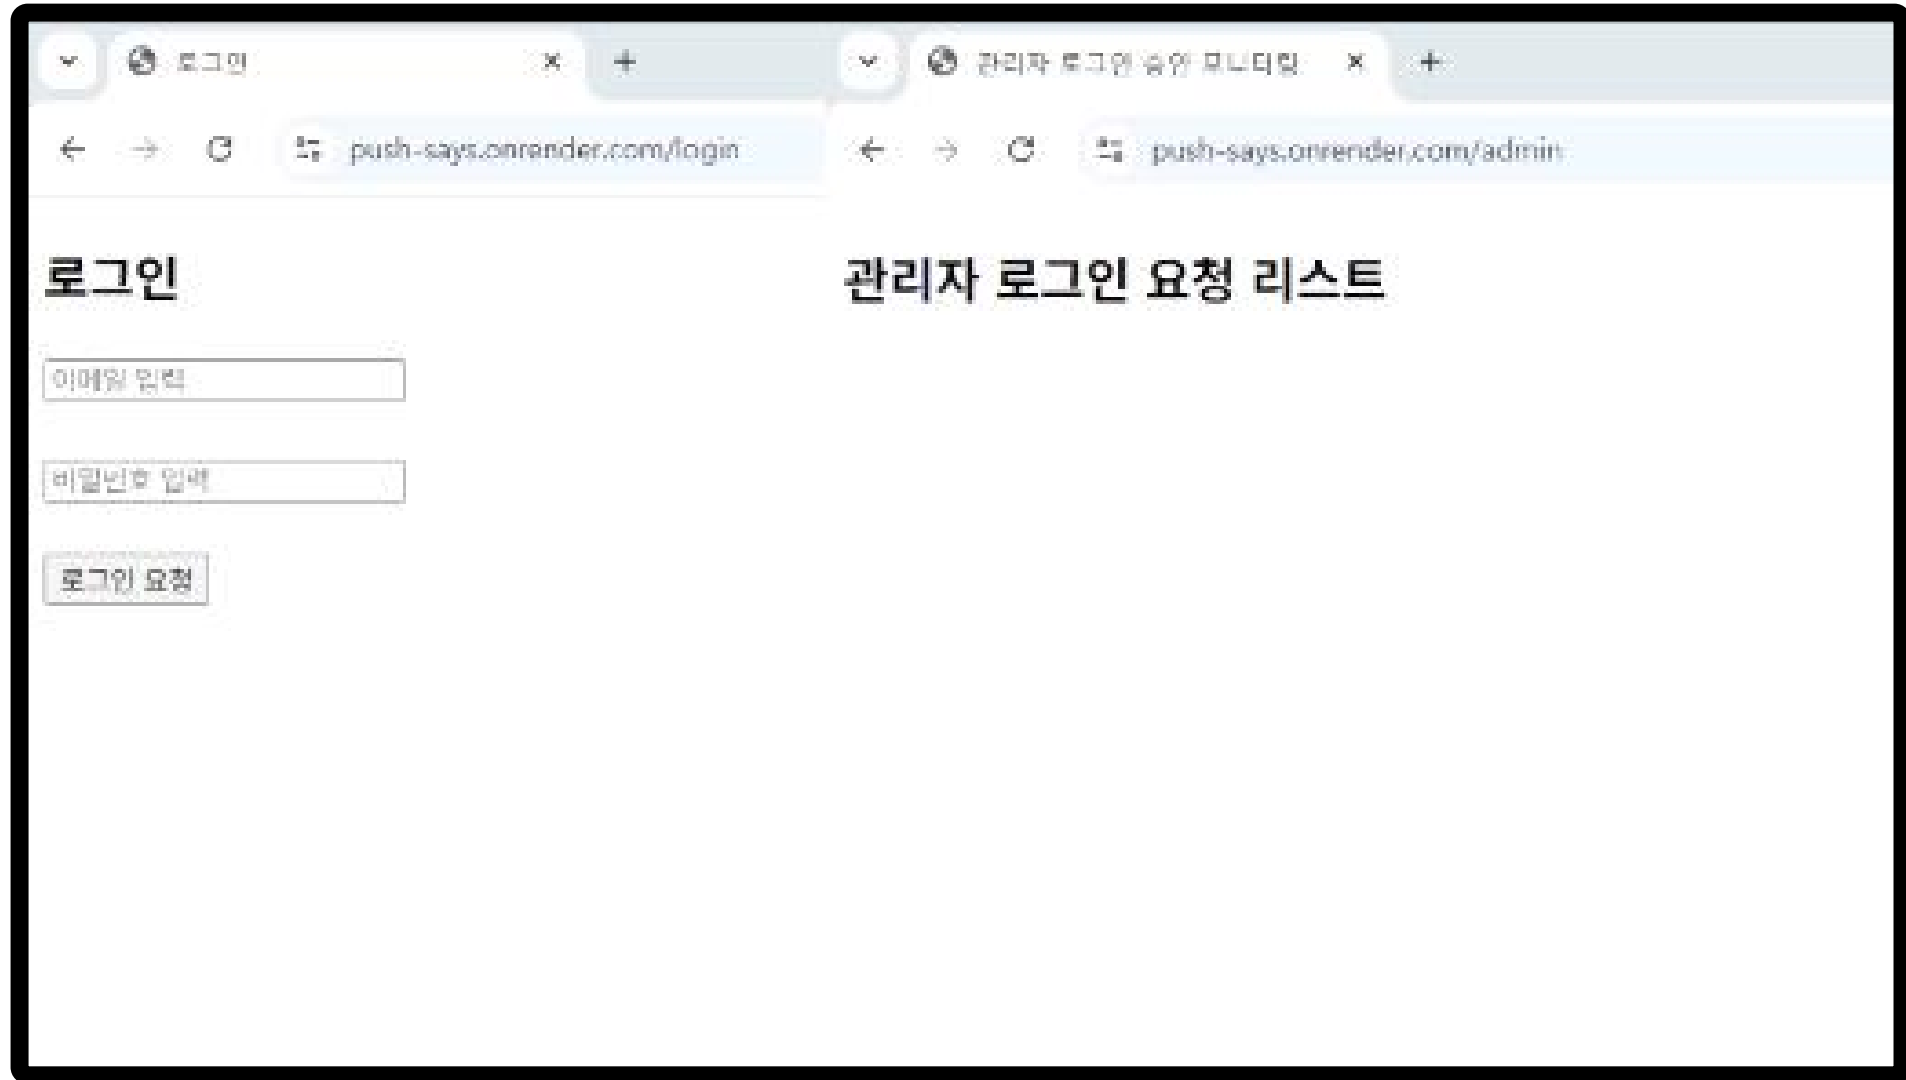 로그인
push-says.onrender.com/login
로그인
이메일 입력
비밀번호 입력
로그인 요청
관리자 로그인 승인 모니터링
push-says.onrender.com/admin
관리자 로그인 요청 리스트